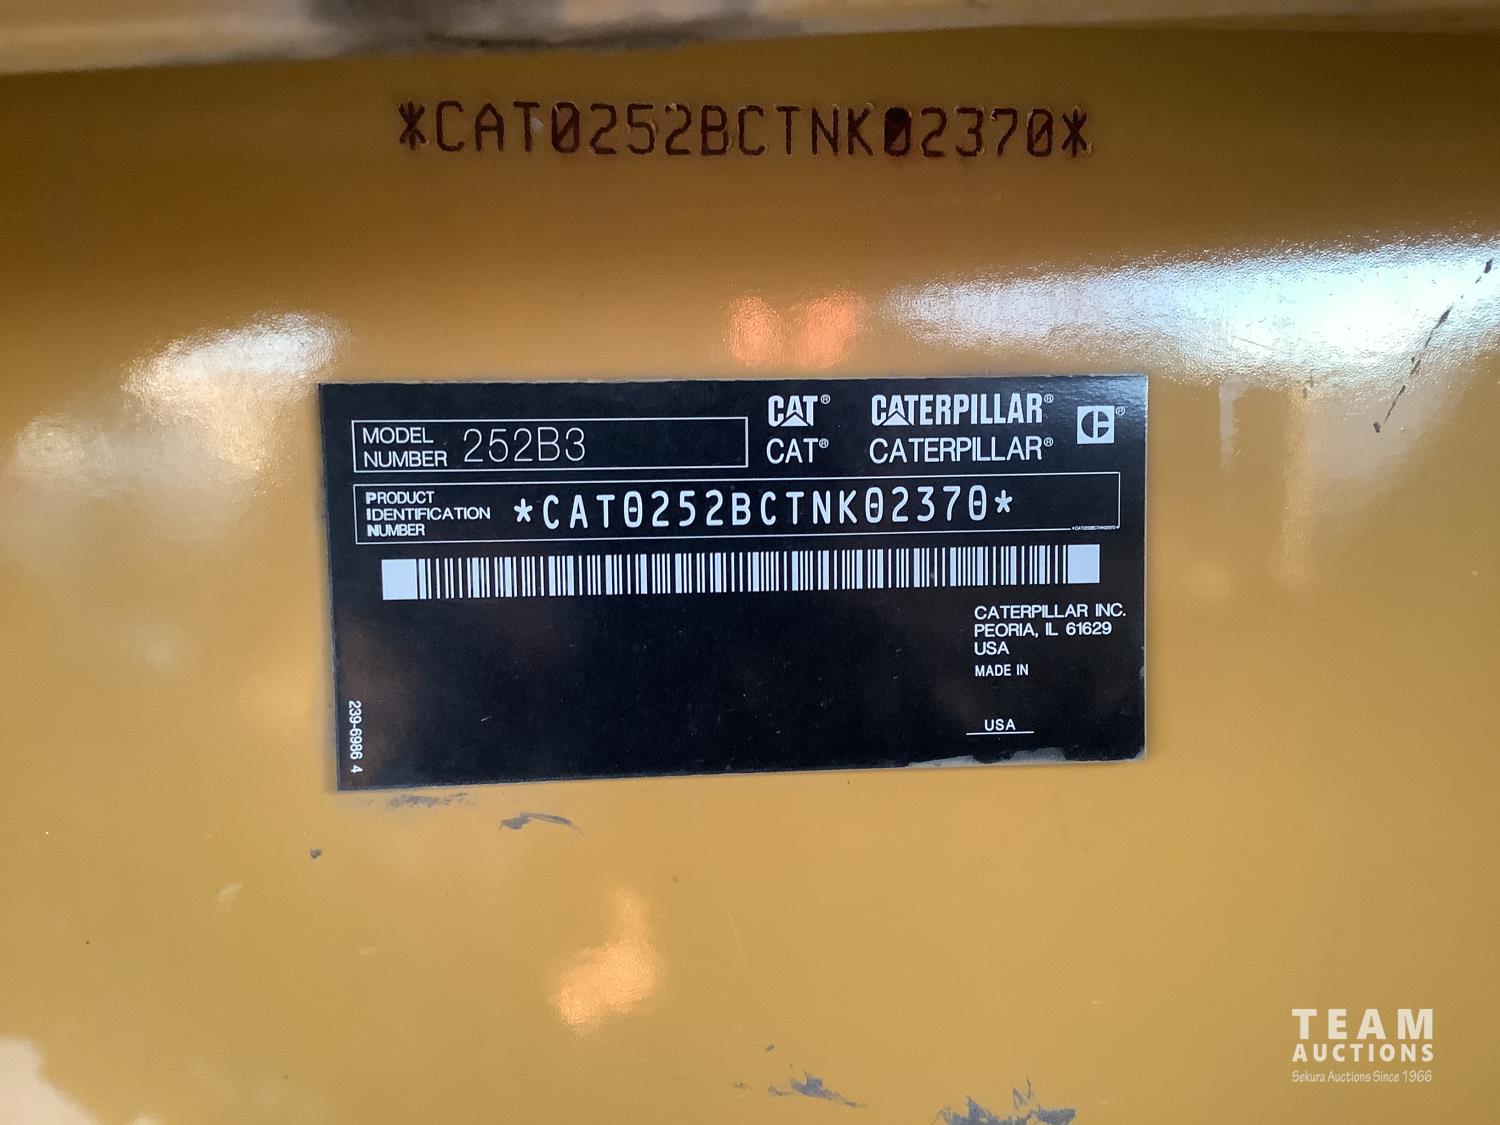 *CAT0252BCTNK02370*
MODEL NUMBER 252B3
CAT® CATERPILLAR®
CAT® CATERPILLAR®
PRODUCT IDENTIFICATION NUMBER *CAT0252BCTNK02370*
*CAT0252BCTNK02370*
CATERPILLAR INC.
PEORIA, IL 61629
USA
MADE IN
USA
239-6986 4
TEAM
AUCTIONS
Sekura Auctions Since 1966